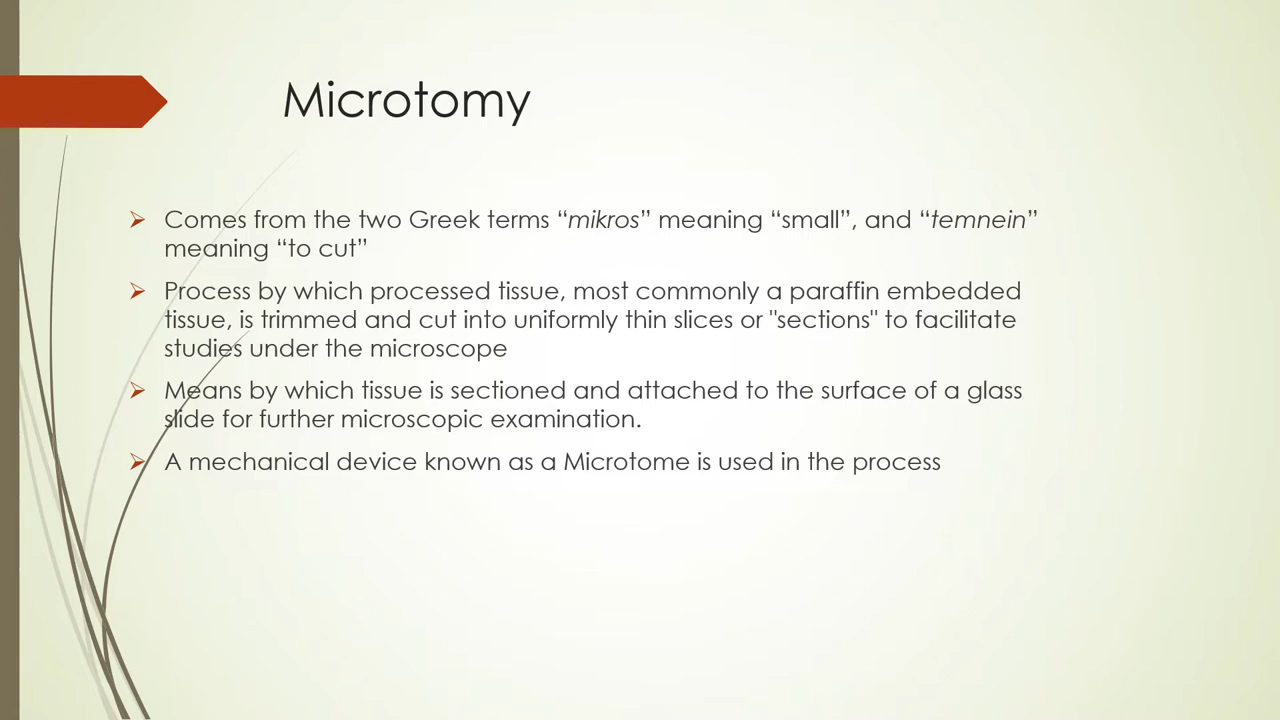 Microtomy
Comes from the two Greek terms “mikros” meaning “small”, and “temnein”
meaning “to cut”
Process by which processed tissue, most commonly a paraffin embedded
tissue, is trimmed and cut into uniformly thin slices or "sections" to facilitate
studies under the microscope
Means by which tissue is sectioned and attached to the surface of a glass
slide for further microscopic examination.
A mechanical device known as a Microtome is used in the process